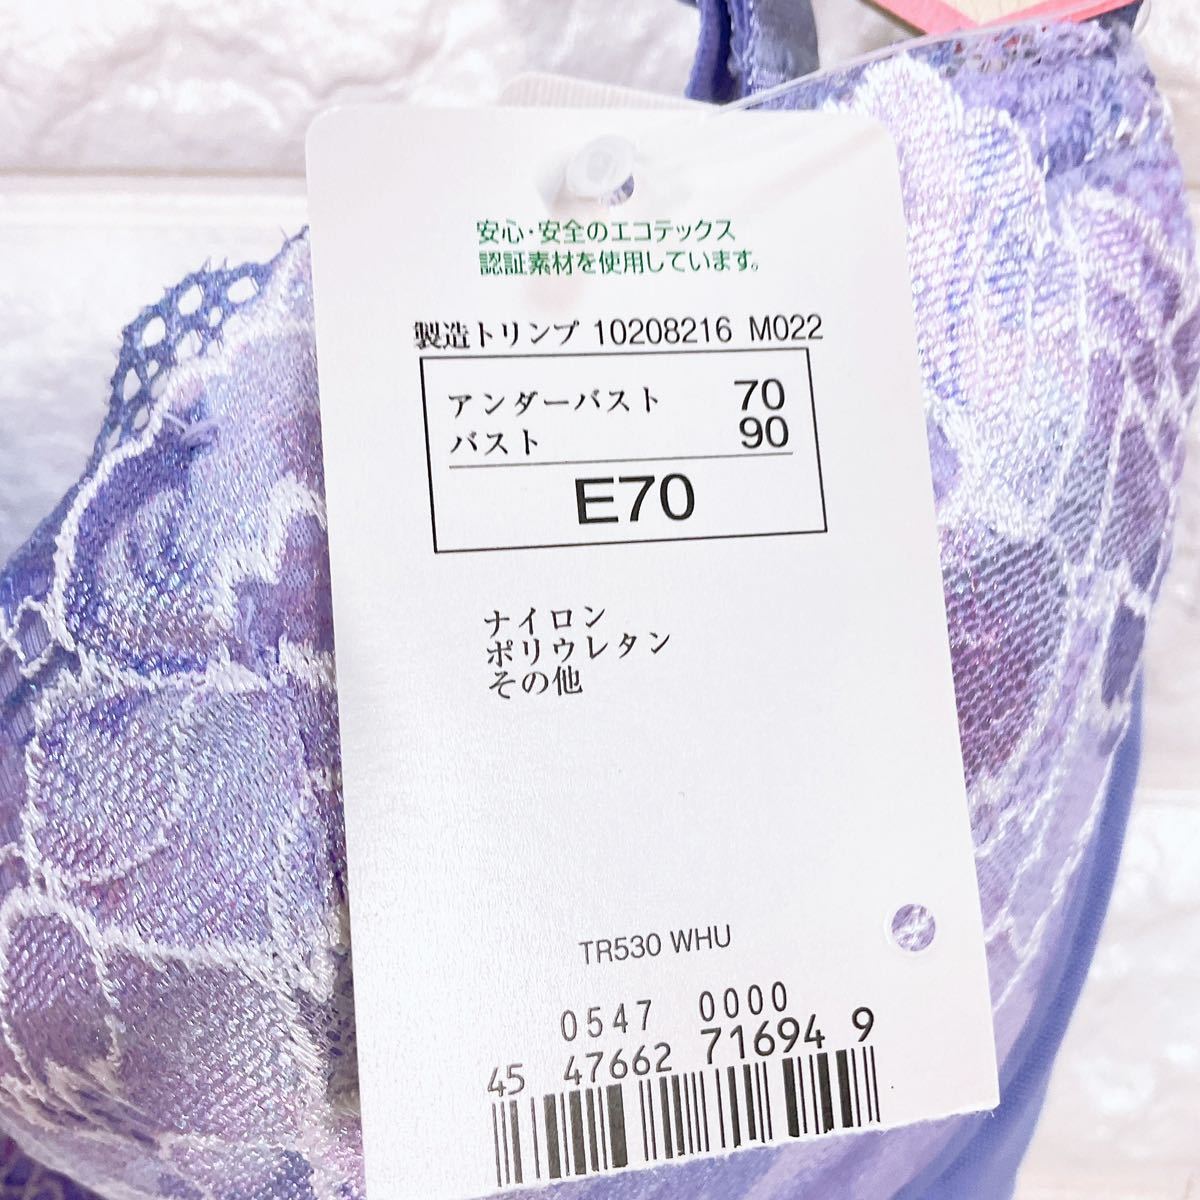 安心・安全のエコテックス
認証素材を使用しています。
製造トリンプ 10208216 M022
アンダーバスト 70
バスト 90
E70
ナイロン
ポリウレタン
その他
TR530 WHU
0547 0000
45 47662 71694 9